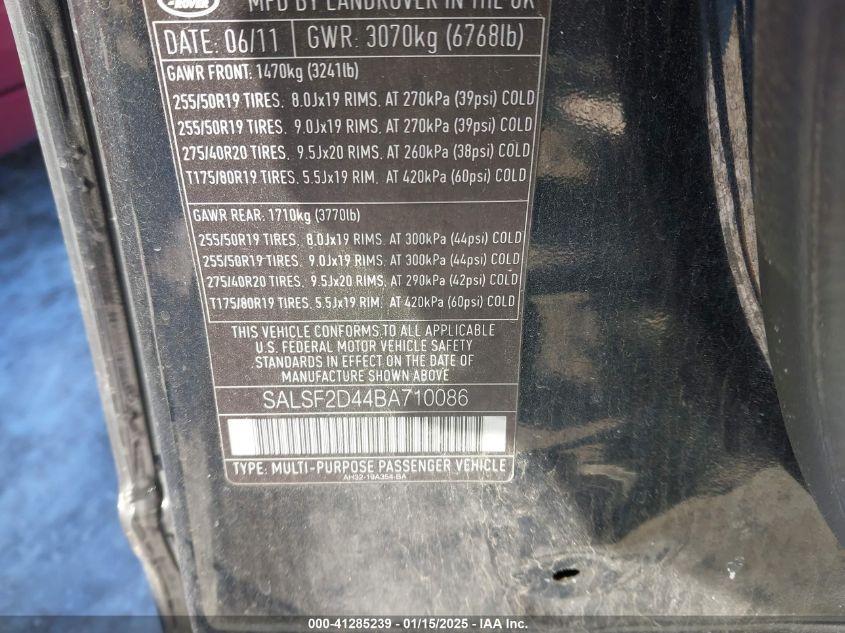 ROVER
MFD BY LANDROVER IN THE UK
DATE: 06/11 GWR: 3070kg (6768lb)
GAWR FRONT: 1470kg (3241lb)
255/50R19 TIRES. 8.0Jx19 RIMS. AT 270kPa (39psi) COLD
255/50R19 TIRES. 9.0Jx19 RIMS. AT 270kPa (39psi) COLD
275/40R20 TIRES. 9.5Jx20 RIMS. AT 260kPa (38psi) COLD
T175/80R19 TIRES. 5.5Jx19 RIM. AT 420kPa (60psi) COLD
GAWR REAR: 1710kg (3770lb)
255/50R19 TIRES. 8.0Jx19 RIMS. AT 300kPa (44psi) COLD
255/50R19 TIRES. 9.0Jx19 RIMS. AT 300kPa (44psi) COLD
275/40R20 TIRES. 9.5Jx20 RIMS. AT 290kPa (42psi) COLD
T175/80R19 TIRES. 5.5Jx19 RIM. AT 420kPa (60psi) COLD
THIS VEHICLE CONFORMS TO ALL APPLICABLE
U.S. FEDERAL MOTOR VEHICLE SAFETY
STANDARDS IN EFFECT ON THE DATE OF
MANUFACTURE SHOWN ABOVE
SALSF2D44BA710086
TYPE: MULTI-PURPOSE PASSENGER VEHICLE
AH32-19A354-BA
000-41285239 - 01/15/2025 - IAA Inc.